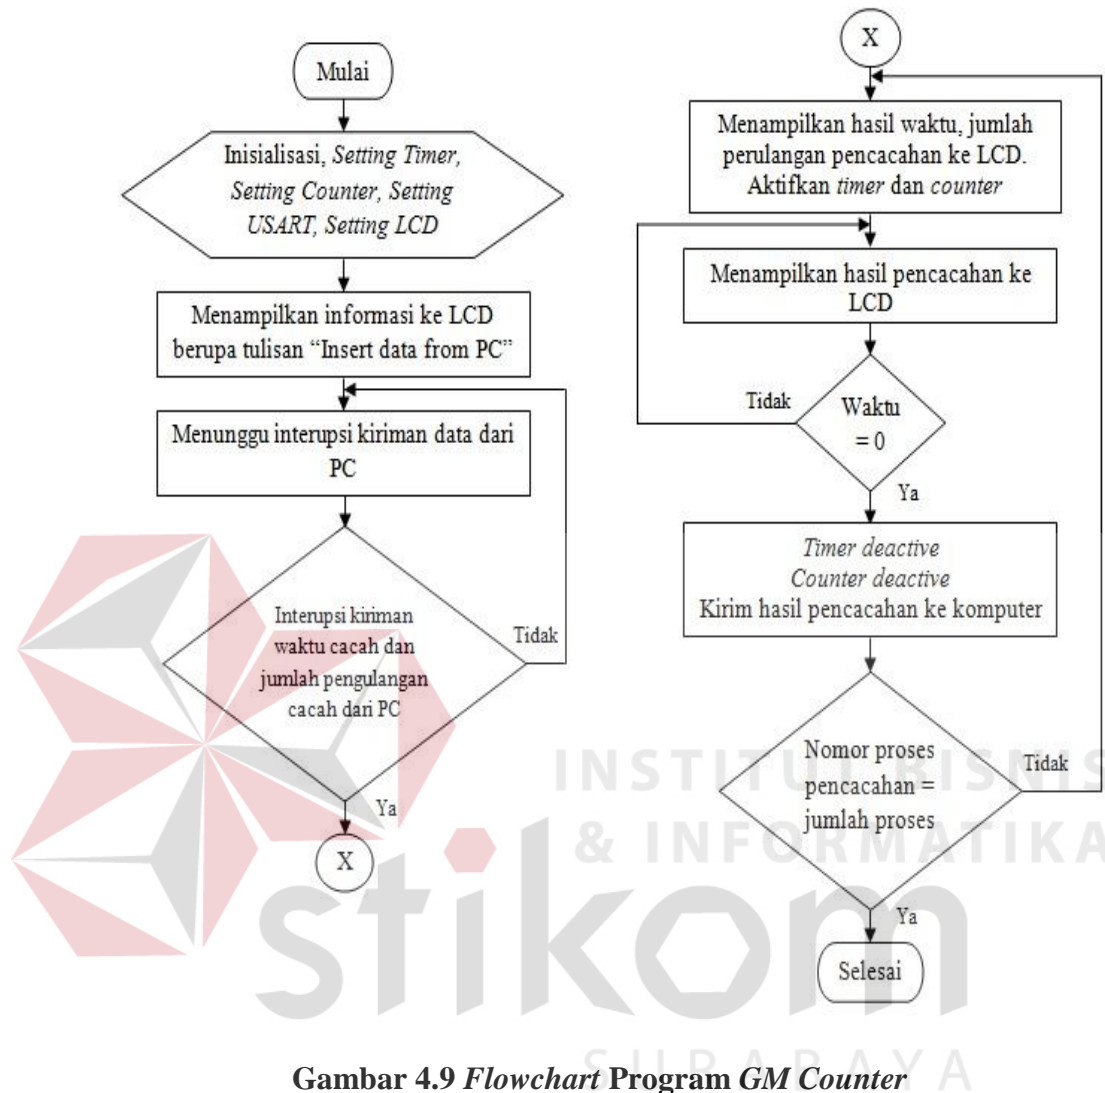 Mulai
Inisialisasi, Setting Timer,
Setting Counter, Setting
USART, Setting LCD
Menampilkan informasi ke LCD
berupa tulisan “Insert data from PC”
Menunggu interupsi kiriman data dari
PC
Interupsi kiriman
waktu cacah dan
jumlah pengulangan
cacah dari PC
Tidak
Ya
X
X
Menampilkan hasil waktu, jumlah
perulangan pencacahan ke LCD.
Aktifkan timer dan counter
Menampilkan hasil pencacahan ke
LCD
Tidak
Waktu
= 0
Ya
Timer deactive
Counter deactive
Kirim hasil pencacahan ke komputer
Nomor proses
pencacahan =
jumlah proses
Tidak
Ya
Selesai
INSTITUT BISNIS
& INFORMATIKA
stikom
SURABAYA
Gambar 4.9 Flowchart Program GM Counter